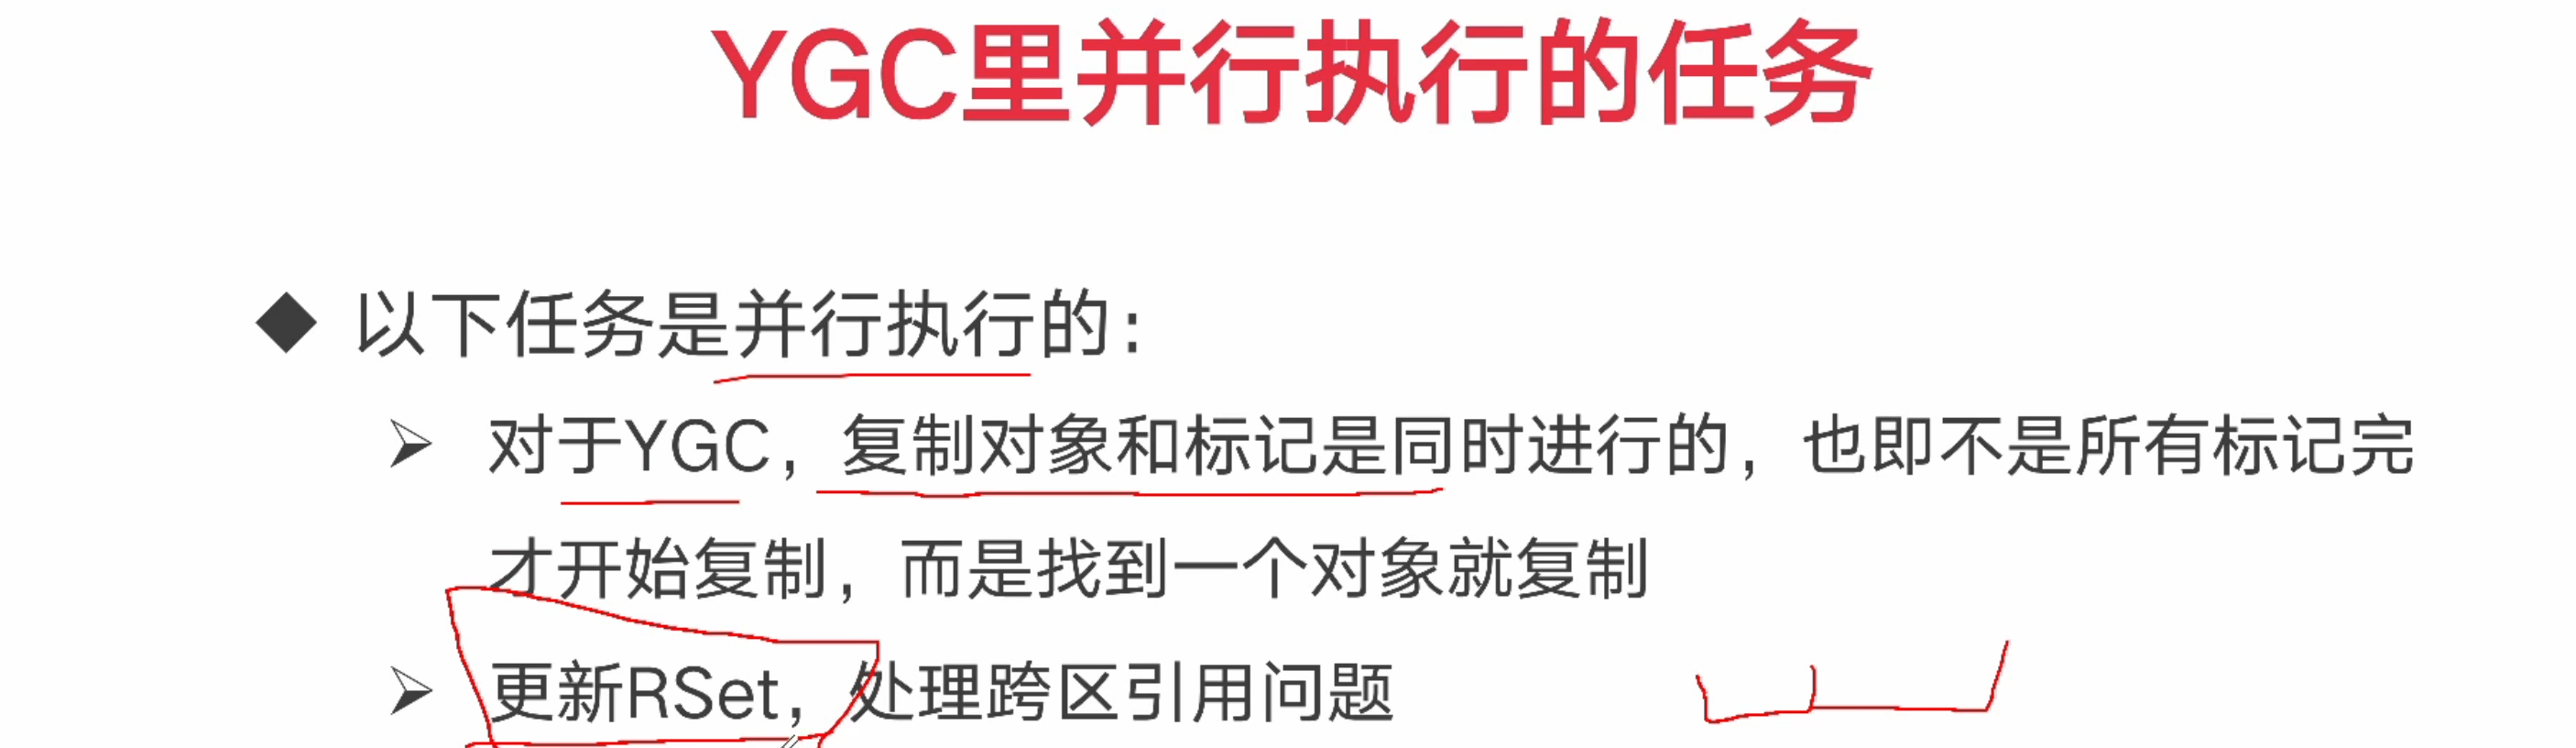 YGC里并行执行的任务
以下任务是并行执行的：
对于YGC，复制对象和标记是同时进行的，也即不是所有标记完
才开始复制，而是找到一个对象就复制
更新RSet，处理跨区引用问题